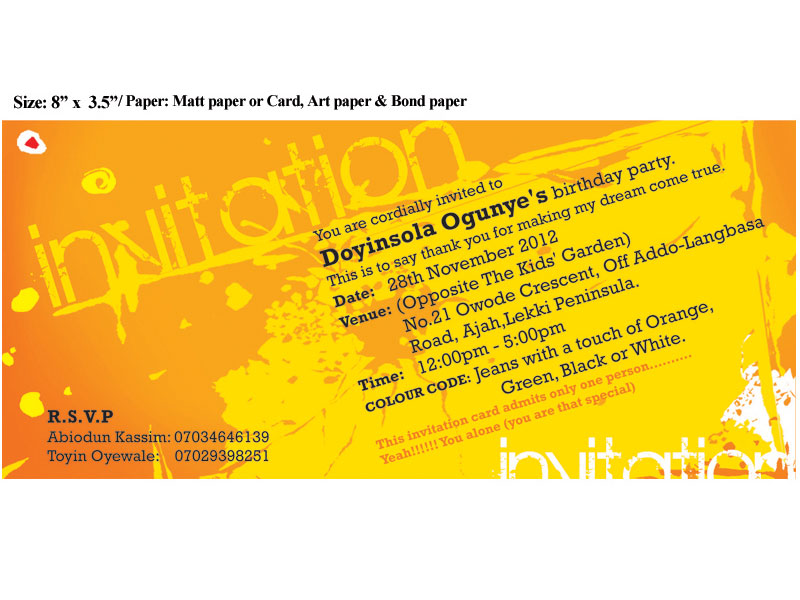 Size: 8” x 3.5”/ Paper: Matt paper or Card, Art paper & Bond paper
invitation
You are cordially invited to
Doyinsola Ogunye's birthday party.
This is to say thank you for making my dream come true.
Date: 28th November 2012
Venue: (Opposite The Kids' Garden)
No.21 Owode Crescent, Off Addo-Langbasa
Road, Ajah,Lekki Peninsula.
Time: 12:00pm - 5:00pm
COLOUR CODE: Jeans with a touch of Orange,
Green, Black or White.
This invitation card admits only one person..........
Yeah!!!!!! You alone (you are that special)
R.S.V.P
Abiodun Kassim: 07034646139
Toyin Oyewale: 07029398251
invitation